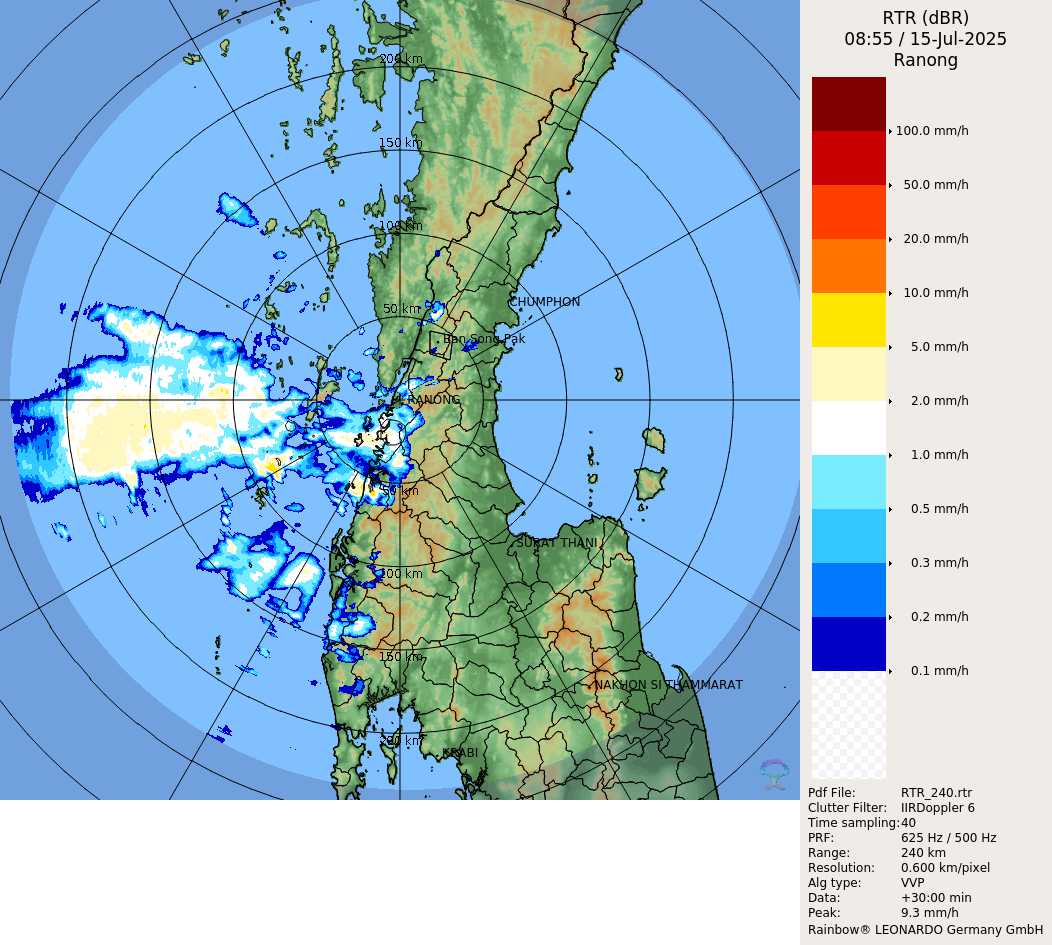 RTR (dBR)
08:55 / 15-Jul-2025
Ranong
200 km
150 km
100 km
50 km
CHUMPHON
Ban Song Pak
RANONG
50 km
SURAT THANI
100 km
150 km
NAKHON SI THAMMARAT
200 km
KRABI
100.0 mm/h
50.0 mm/h
20.0 mm/h
10.0 mm/h
5.0 mm/h
2.0 mm/h
1.0 mm/h
0.5 mm/h
0.3 mm/h
0.2 mm/h
0.1 mm/h
Pdf File: RTR_240.rtr
Clutter Filter: IIRDoppler 6
Time sampling: 40
PRF: 625 Hz / 500 Hz
Range: 240 km
Resolution: 0.600 km/pixel
Alg type: VVP
Data: +30:00 min
Peak: 9.3 mm/h
Rainbow® LEONARDO Germany GmbH